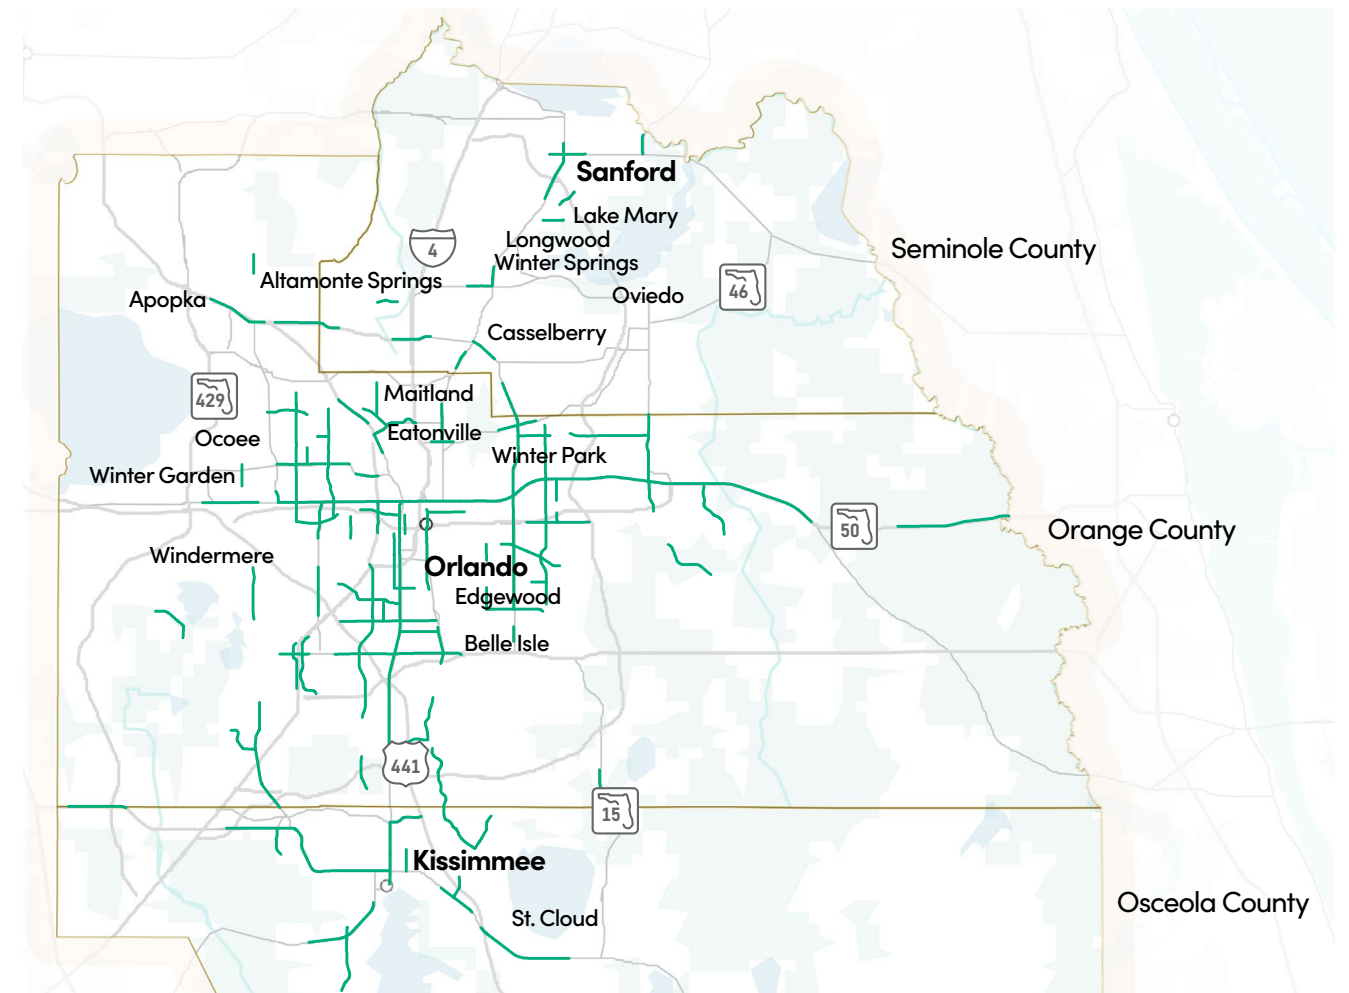 Sanford
Lake Mary
Longwood
4
Winter Springs
Seminole County
Altamonte Springs
46
Apopka
Oviedo
Casselberry
429
Maitland
Eatonville
Ocoee
Winter Park
Winter Garden
50
Orange County
Windermere
Orlando
Edgewood
Belle Isle
441
15
Kissimmee
Osceola County
St. Cloud